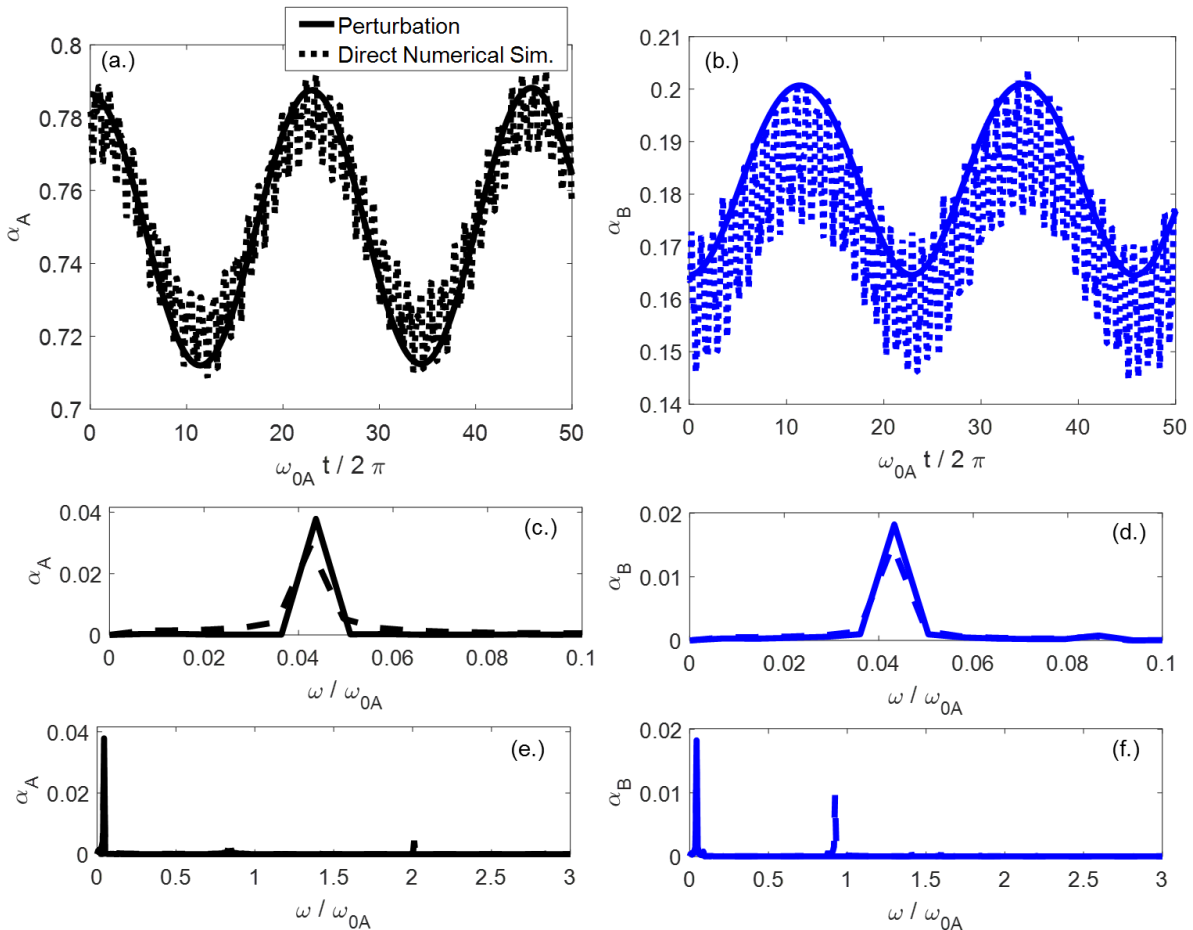 Perturbation
Direct Numerical Sim.
(a.)
0.8
0.78
0.76
0.74
0.72
0.7
α_A
0 10 20 30 40 50
ω_0A t / 2 π
(b.)
0.21
0.2
0.19
0.18
0.17
0.16
0.15
0.14
α_B
0 10 20 30 40 50
ω_0A t / 2 π
(c.)
0.04
0.02
0
α_A
0 0.02 0.04 0.06 0.08 0.1
ω / ω_0A
(d.)
0.02
0.01
0
α_B
0 0.02 0.04 0.06 0.08 0.1
ω / ω_0A
(e.)
0.04
0.02
0
α_A
0 0.5 1 1.5 2 2.5 3
ω / ω_0A
(f.)
0.02
0.01
0
α_B
0 0.5 1 1.5 2 2.5 3
ω / ω_0A